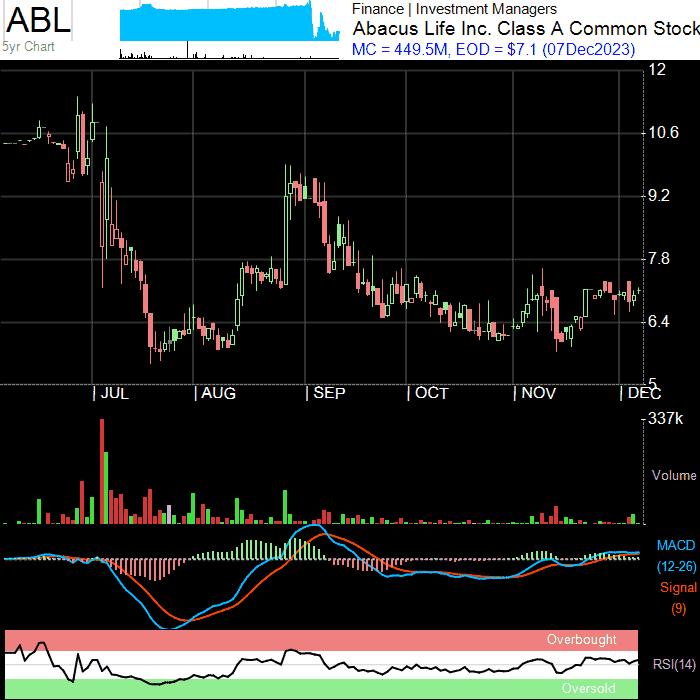 ABL
5yr Chart
Finance | Investment Managers
Abacus Life Inc. Class A Common Stock
MC = 449.5M, EOD = $7.1 (07Dec2023)
12
10.6
9.2
7.8
6.4
5
| JUL | AUG | SEP | OCT | NOV | DEC
337k
Volume
MACD
(12-26)
Signal
(9)
Overbought
RSI(14)
Oversold